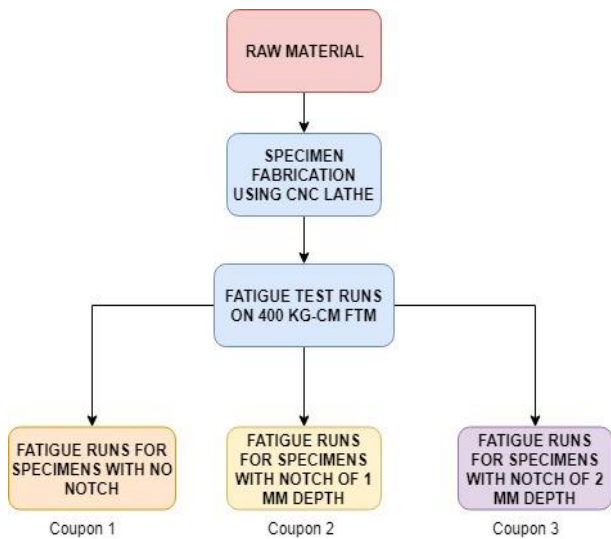 RAW MATERIAL
SPECIMEN
FABRICATION
USING CNC LATHE
FATIGUE TEST RUNS
ON 400 KG-CM FTM
FATIGUE RUNS FOR
SPECIMENS WITH NO
NOTCH
FATIGUE RUNS
FOR SPECIMENS
WITH NOTCH OF 1
MM DEPTH
FATIGUE RUNS
FOR SPECIMENS
WITH NOTCH OF 2
MM DEPTH
Coupon 1
Coupon 2
Coupon 3